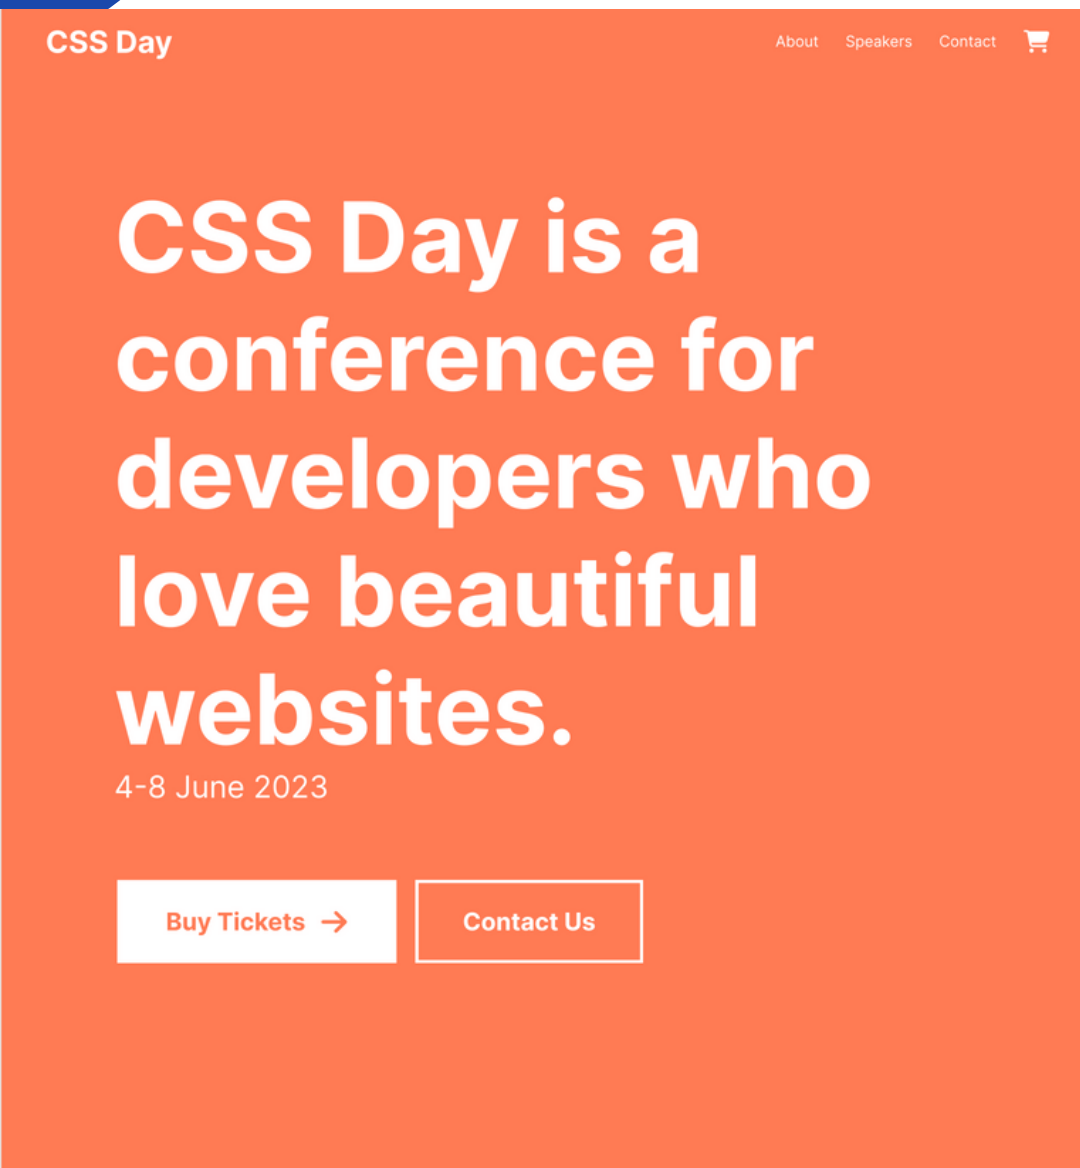 CSS Day
About Speakers Contact
CSS Day is a
conference for
developers who
love beautiful
websites.
4-8 June 2023
Buy Tickets
Contact Us